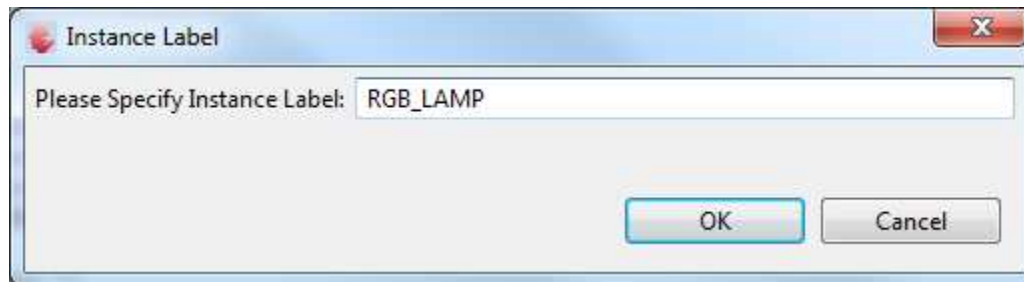 Instance Label
Please Specify Instance Label: RGB_LAMP
OK Cancel